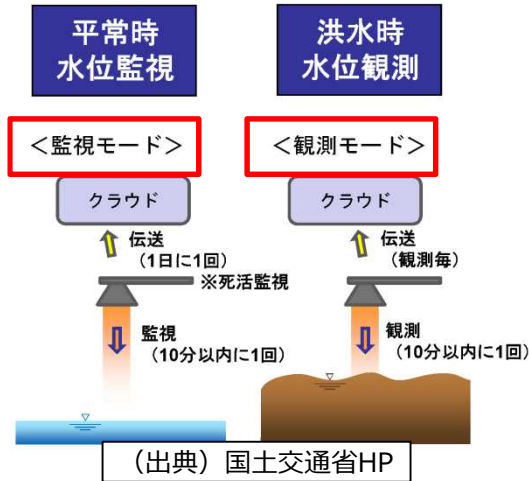 平常時
水位監視
<監視モード>
クラウド
伝送
(1日に1回)
※死活監視
監視
(10分以内に1回)
洪水時
水位観測
<観測モード>
クラウド
伝送
(観測毎)
観測
(10分以内に1回)
(出典)国土交通省HP